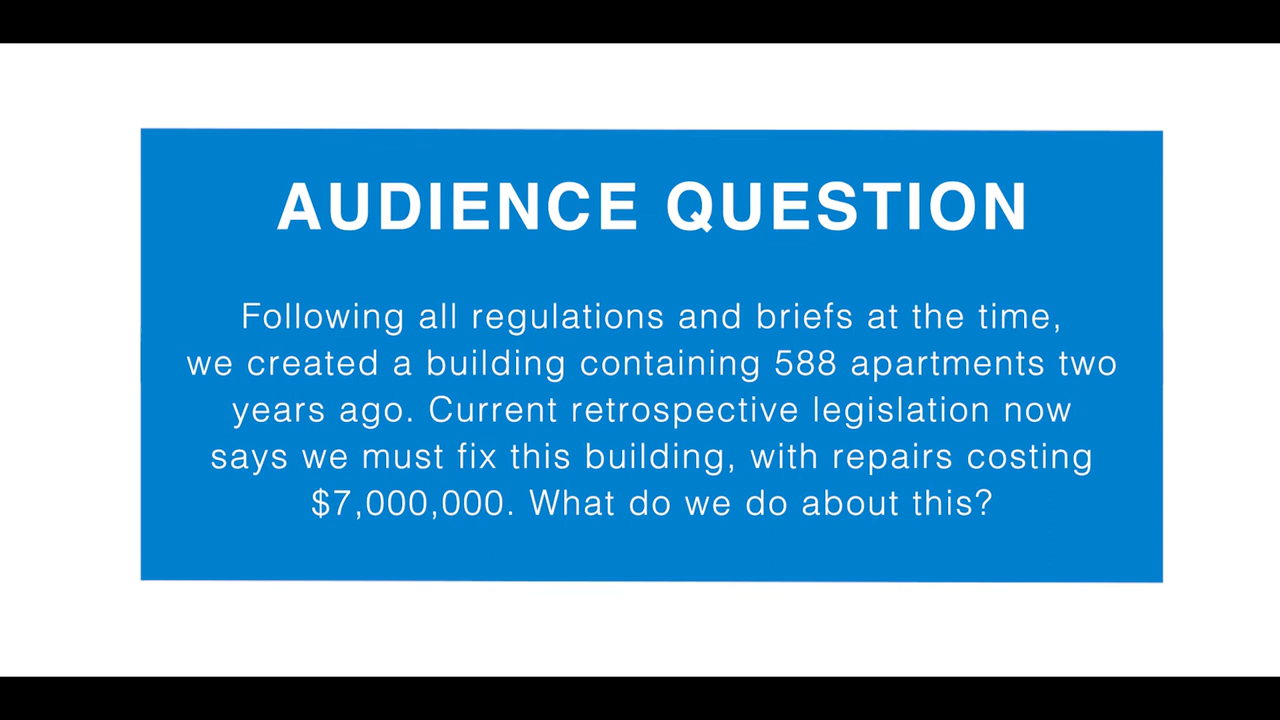 AUDIENCE QUESTION
Following all regulations and briefs at the time,
we created a building containing 588 apartments two
years ago. Current retrospective legislation now
says we must fix this building, with repairs costing
$7,000,000. What do we do about this?